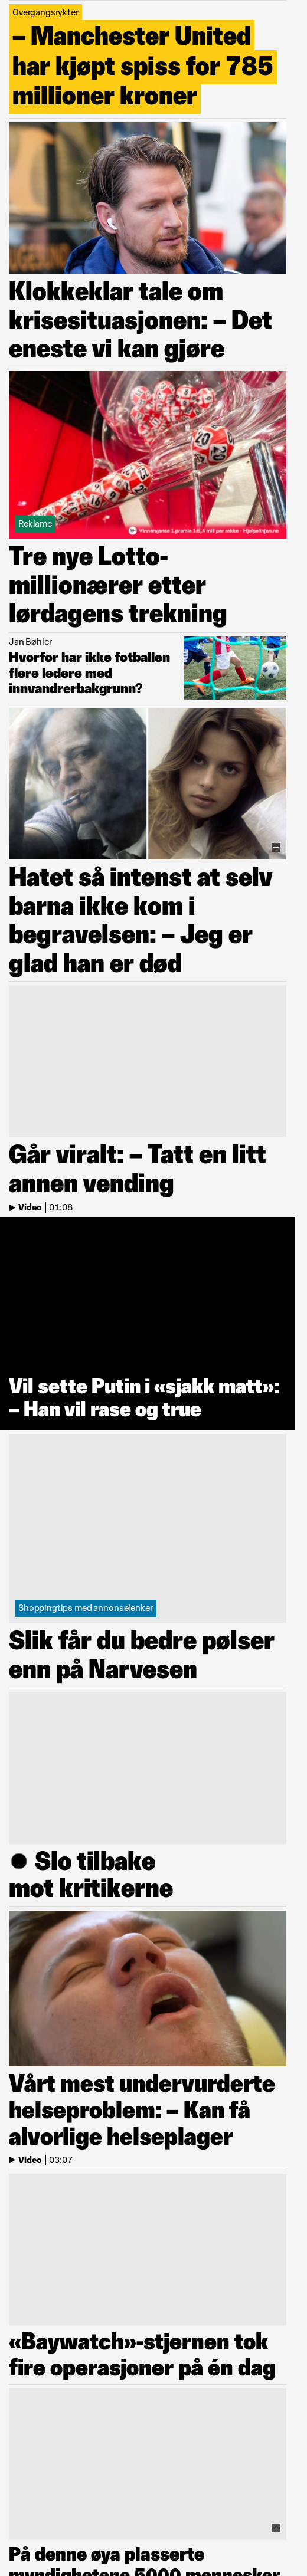 Overgangsrykter
– Manchester United
har kjøpt spiss for 785
millioner kroner
Klokkeklar tale om
krisesituasjonen: – Det
eneste vi kan gjøre
Reklame
Vinnersjanse 1.premie 1:5,4 mill per rekke - Hjelpelinjen.no
Tre nye Lotto-
millionærer etter
lørdagens trekning
Jan Bøhler
Hvorfor har ikke fotballen
flere ledere med
innvandrerbakgrunn?
Hatet så intenst at selv
barna ikke kom i
begravelsen: – Jeg er
glad han er død
Går viralt: – Tatt en litt
annen vending
Video | 01:08
Vil sette Putin i «sjakk matt»:
– Han vil rase og true
Shoppingtips med annonselenker
Slik får du bedre pølser
enn på Narvesen
Slo tilbake
mot kritikerne
Vårt mest undervurderte
helseproblem: – Kan få
alvorlige helseplager
Video | 03:07
«Baywatch»-stjernen tok
fire operasjoner på én dag
På denne øya plasserte
myndighetene 5000 mennesker